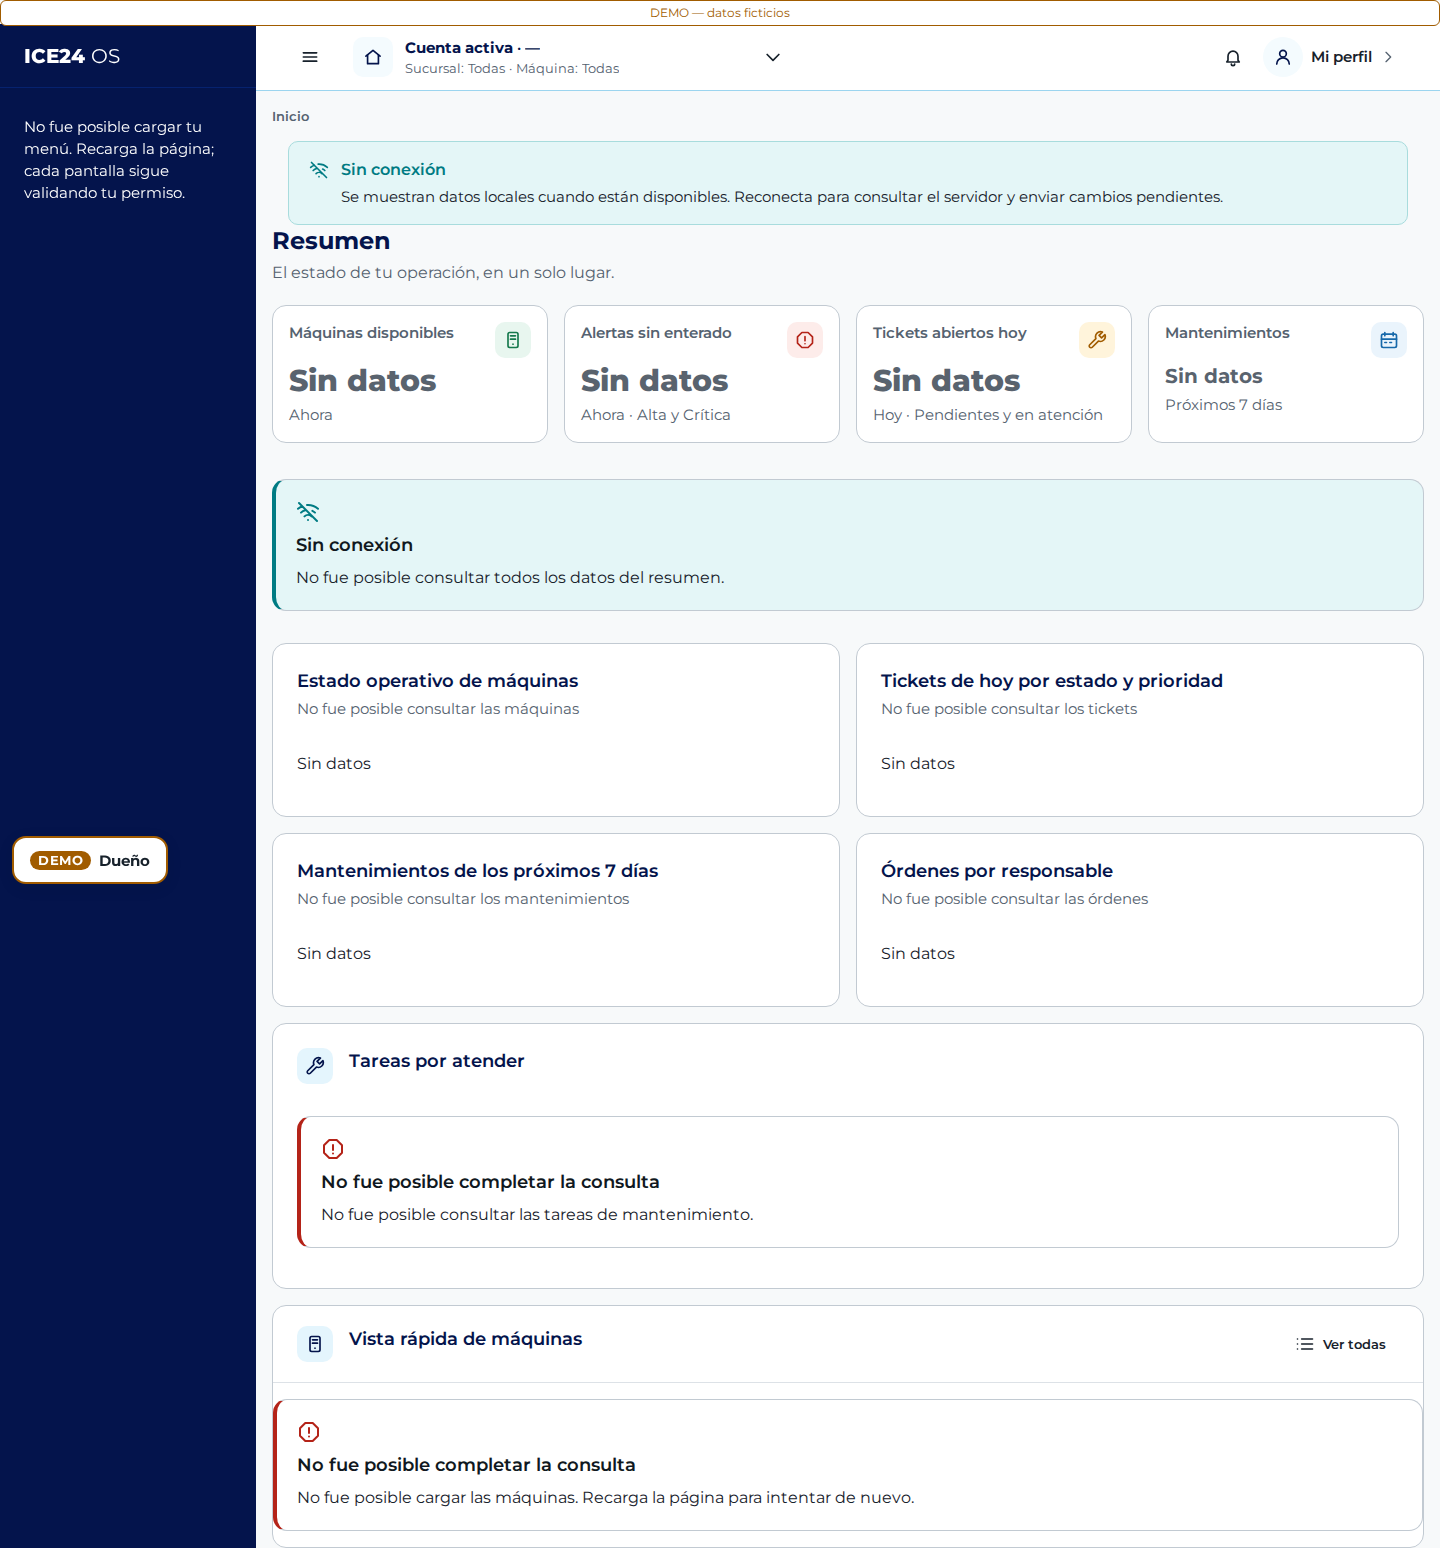 DEMO — datos ficticios
ICE24 OS
No fue posible cargar tu
menú. Recarga la página;
cada pantalla sigue
validando tu permiso.
DEMO Dueño
Cuenta activa · —
Sucursal: Todas · Máquina: Todas
Mi perfil
Inicio
Sin conexión
Se muestran datos locales cuando están disponibles. Reconecta para consultar el servidor y enviar cambios pendientes.
Resumen
El estado de tu operación, en un solo lugar.
Máquinas disponibles
Sin datos
Ahora
Alertas sin enterado
Sin datos
Ahora · Alta y Crítica
Tickets abiertos hoy
Sin datos
Hoy · Pendientes y en atención
Mantenimientos
Sin datos
Próximos 7 días
Sin conexión
No fue posible consultar todos los datos del resumen.
Estado operativo de máquinas
No fue posible consultar las máquinas
Sin datos
Tickets de hoy por estado y prioridad
No fue posible consultar los tickets
Sin datos
Mantenimientos de los próximos 7 días
No fue posible consultar los mantenimientos
Sin datos
Órdenes por responsable
No fue posible consultar las órdenes
Sin datos
Tareas por atender
No fue posible completar la consulta
No fue posible consultar las tareas de mantenimiento.
Vista rápida de máquinas
Ver todas
No fue posible completar la consulta
No fue posible cargar las máquinas. Recarga la página para intentar de nuevo.